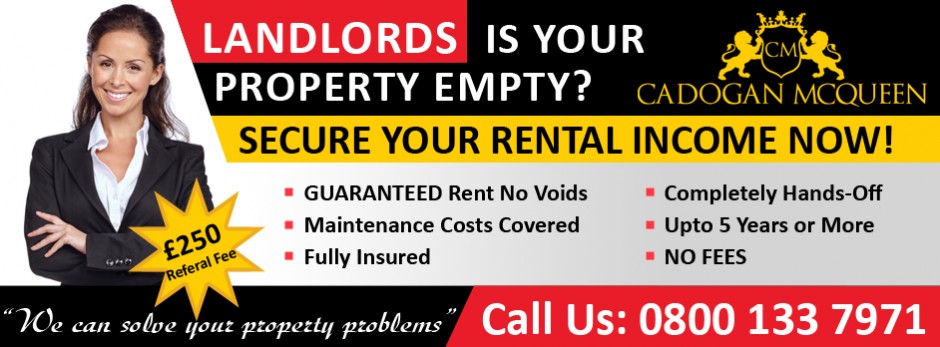 LANDLORDS IS YOUR
PROPERTY EMPTY?
CM
CADOGAN MCQUEEN
SECURE YOUR RENTAL INCOME NOW!
GUARANTEED Rent No Voids
Maintenance Costs Covered
Fully Insured
Completely Hands-Off
Upto 5 Years or More
NO FEES
£250
Referal Fee
“We can solve your property problems”
Call Us: 0800 133 7971